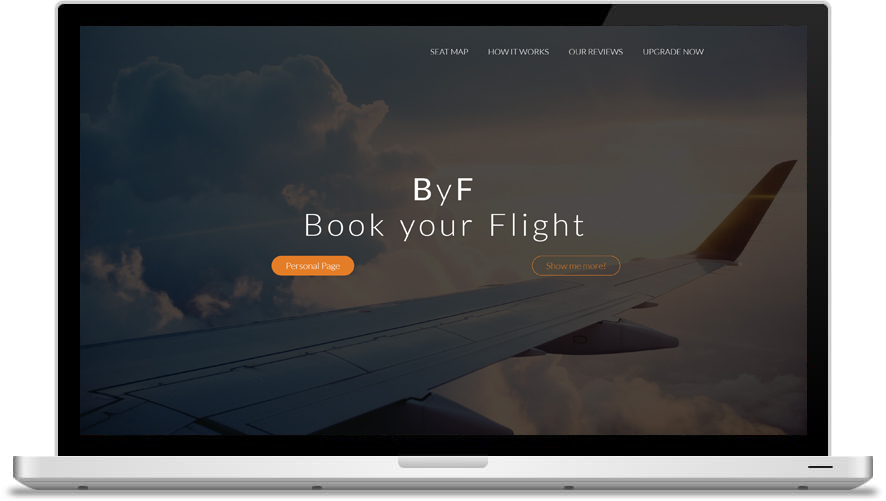 SEAT MAP HOW IT WORKS OUR REVIEWS UPGRADE NOW
ByF
Book your Flight
Personal Page Show me more!